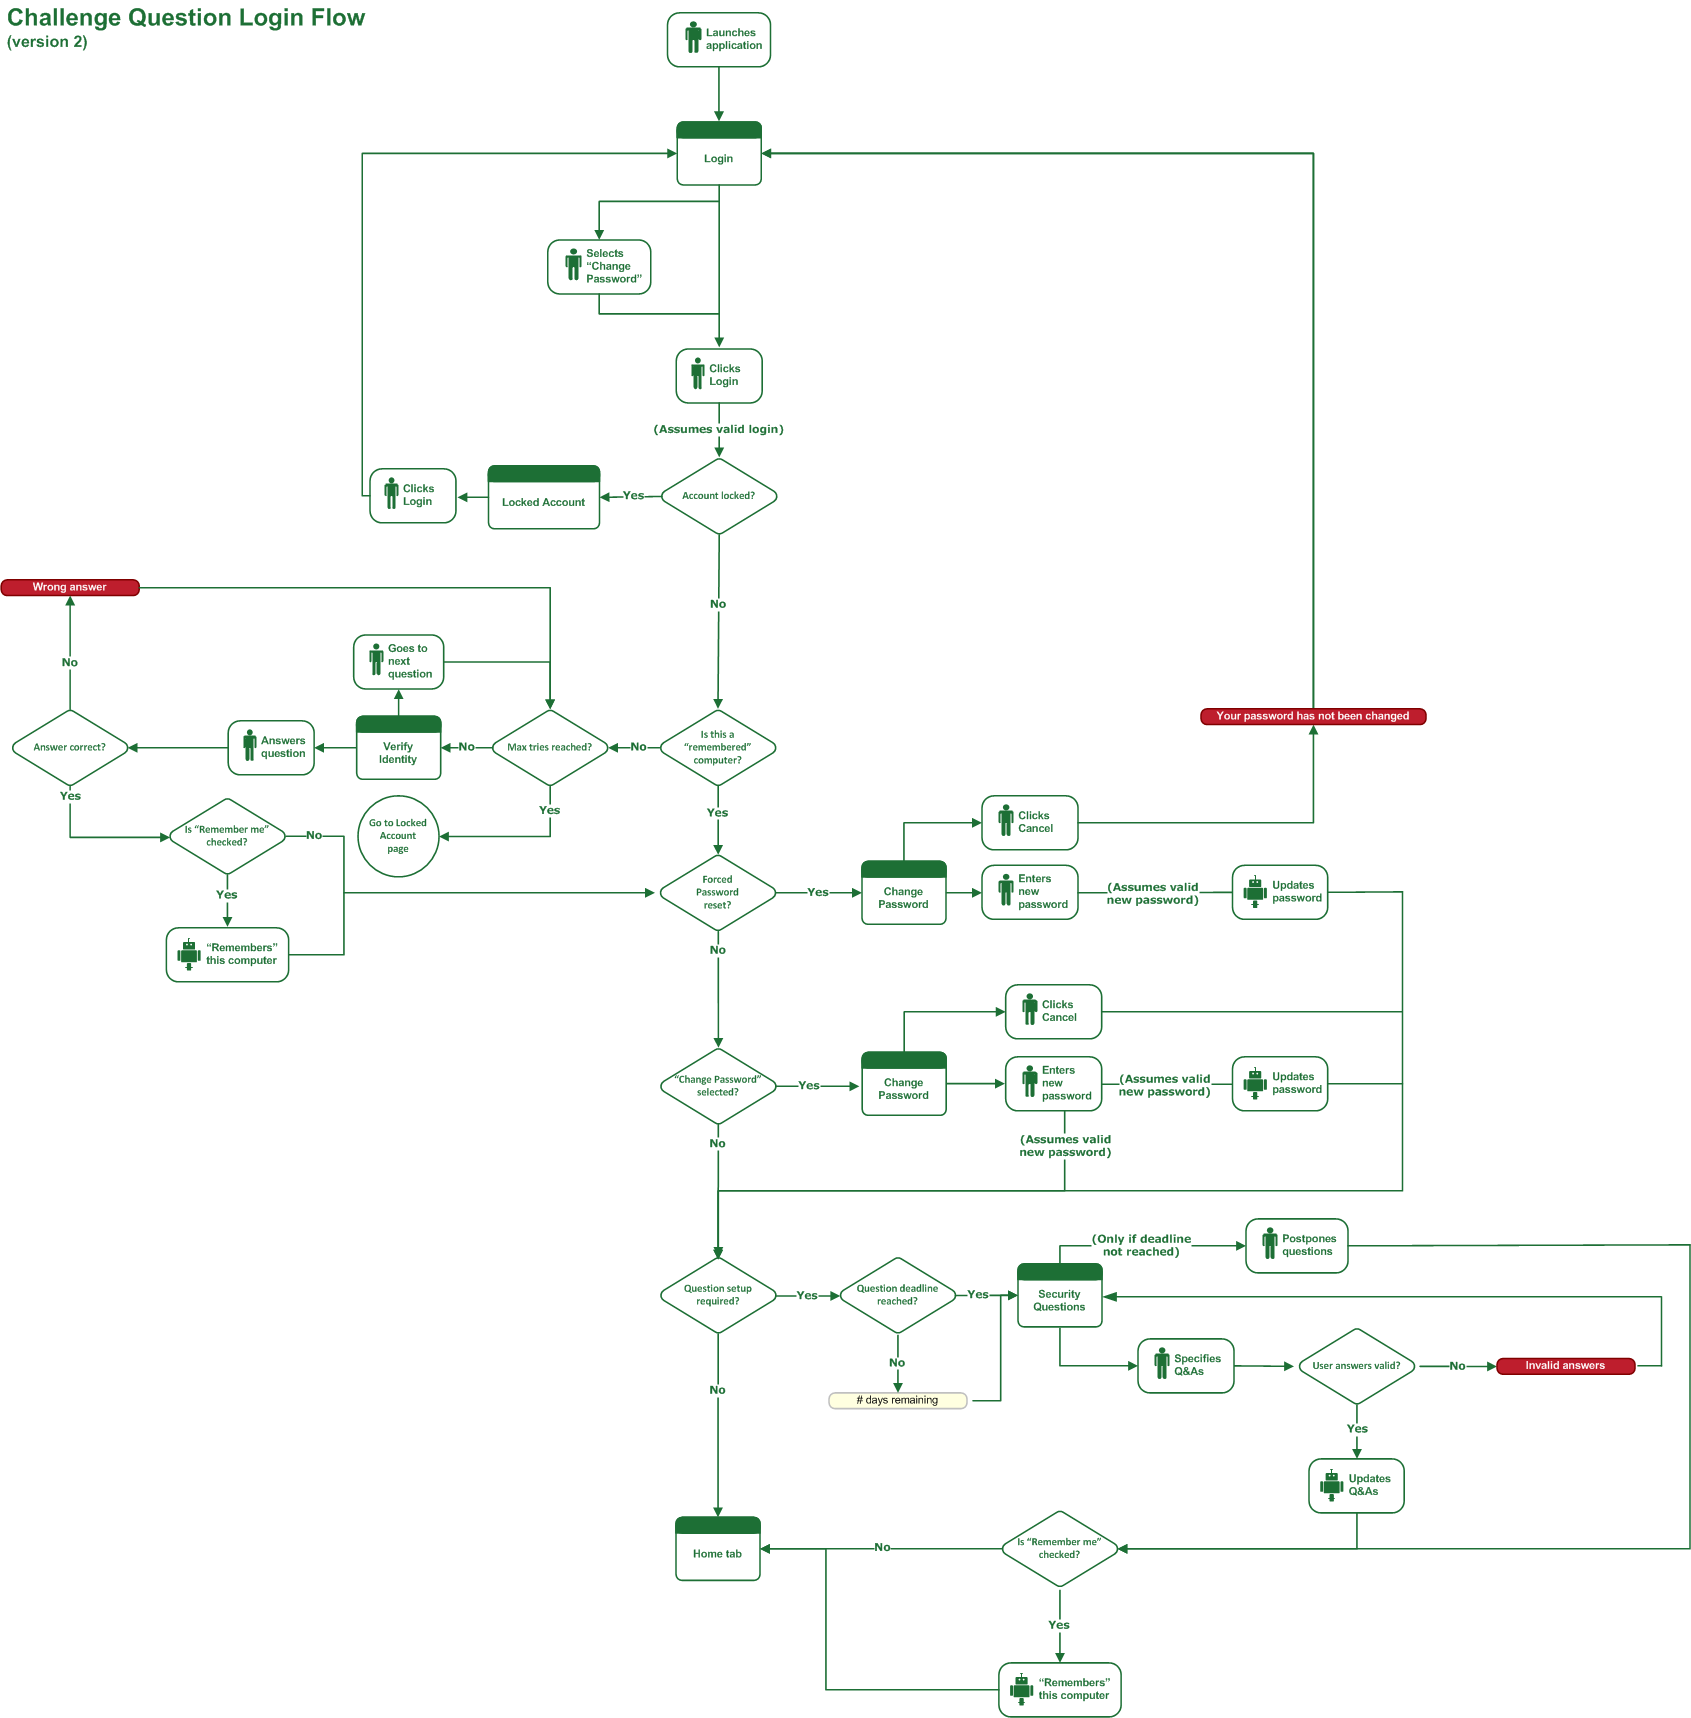 Challenge Question Login Flow
(version 2)
Launches
application
Login
Selects
“Change
Password”
Clicks
Login
(Assumes valid login)
Account locked?
Yes
Locked Account
Clicks
Login
No
Wrong answer
No
Goes to
next
question
Answer correct?
Answers
question
Verify
Identity
No
Max tries reached?
No
Is this a
“remembered”
computer?
Your password has not been changed
Yes
Is “Remember me”
checked?
No
Go to Locked
Account
page
Yes
Yes
Clicks
Cancel
Yes
“Remembers”
this computer
Forced
Password
reset?
Yes
Change
Password
Enters
new
password
(Assumes valid
new password)
Updates
password
No
Clicks
Cancel
“Change Password”
selected?
Yes
Change
Password
Enters
new
password
(Assumes valid
new password)
Updates
password
No
(Assumes valid
new password)
(Only if deadline
not reached)
Postpones
questions
Question setup
required?
Yes
Question deadline
reached?
Yes
Security
Questions
No
# days remaining
Specifies
Q&As
User answers valid?
No
Invalid answers
No
Yes
Updates
Q&As
Home tab
No
Is “Remember me”
checked?
Yes
“Remembers”
this computer